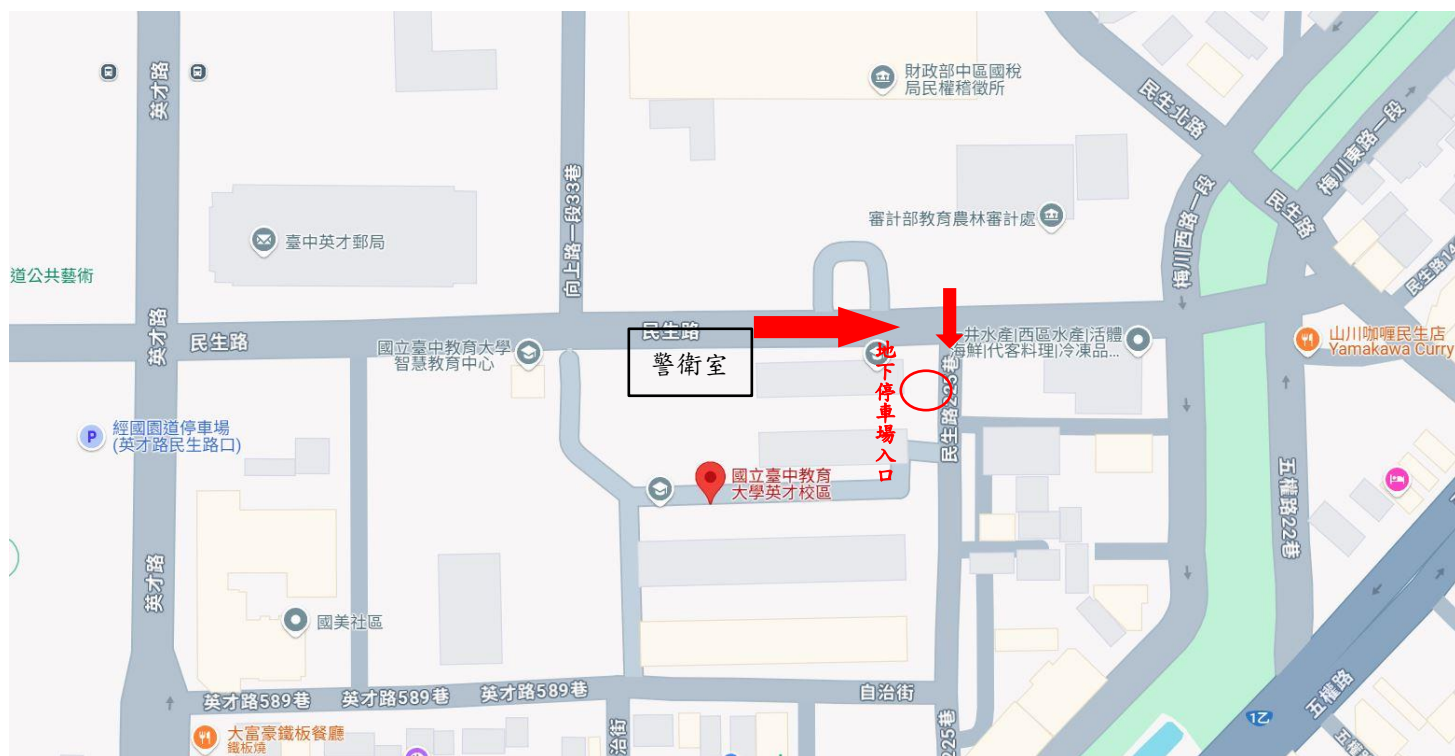 英才路
財政部中區國稅
局民權稽徵所
民生北路
梅川東路一段
向上路一段33巷
梅川西路一段
審計部教育農林審計處
民生路
臺中英才郵局
道公共藝術
英才路
民生路
民生路
國立臺中教育大學
智慧教育中心
警衛室
地下停車場入口
井水產|西區水產|活體
海鮮|代客料理|冷凍品...
山川咖喱民生店
Yamakawa Curry
民生路225巷
經國園道停車場
(英才路民生路口)
P
國立臺中教育
大學英才校區
五權路22巷
英才路
國美社區
英才路589巷
英才路589巷
英才路589巷
自治街
五權路
1乙
大富豪鐵板餐廳
鐵板燒
治街
225巷